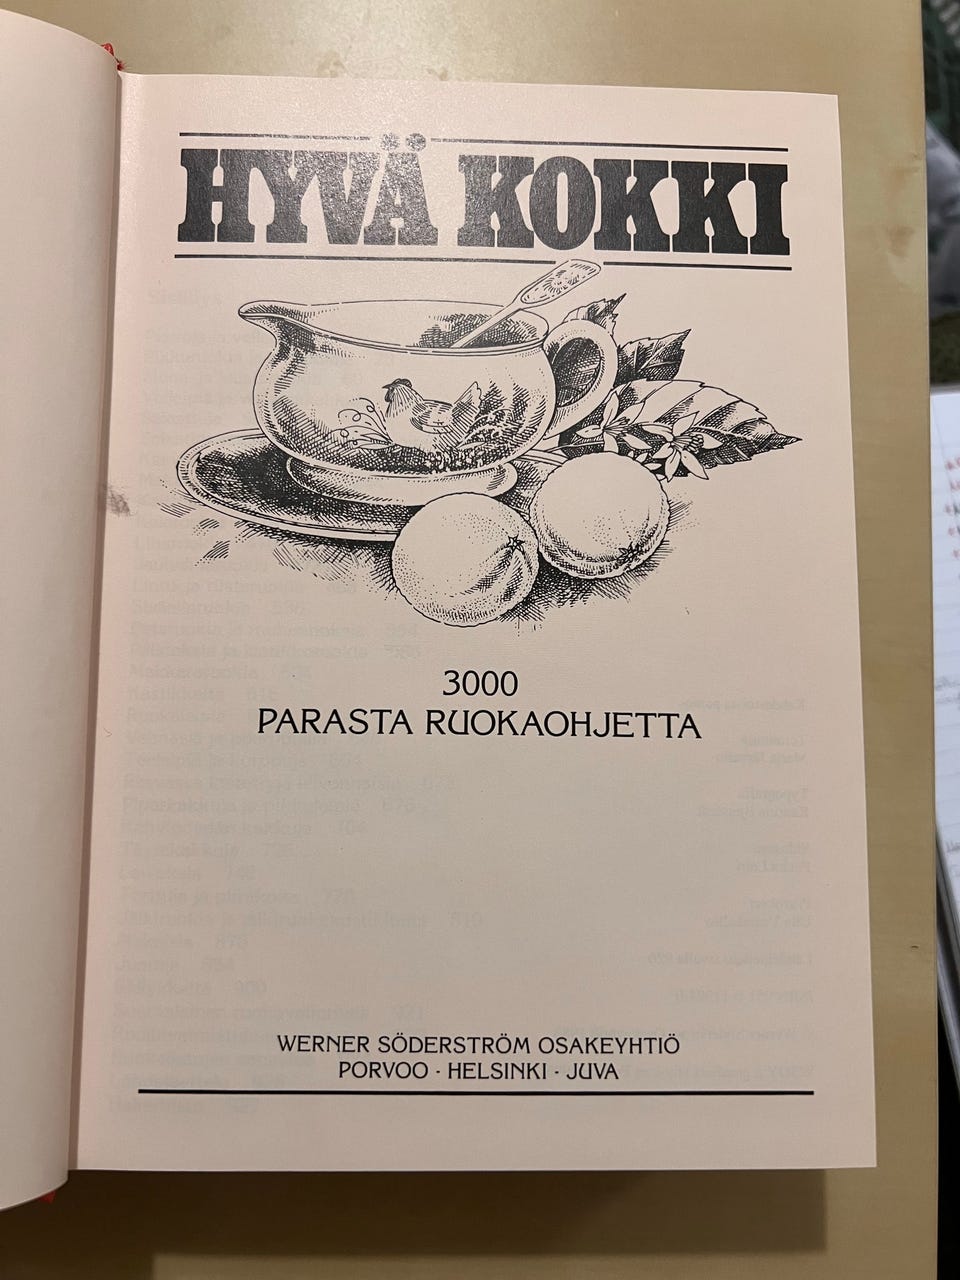 HYVÄ KOKKI
3000
PARASTA RUOKAOHJETTA
WERNER SÖDERSTRÖM OSAKEYHTIÖ
PORVOO · HELSINKI · JUVA